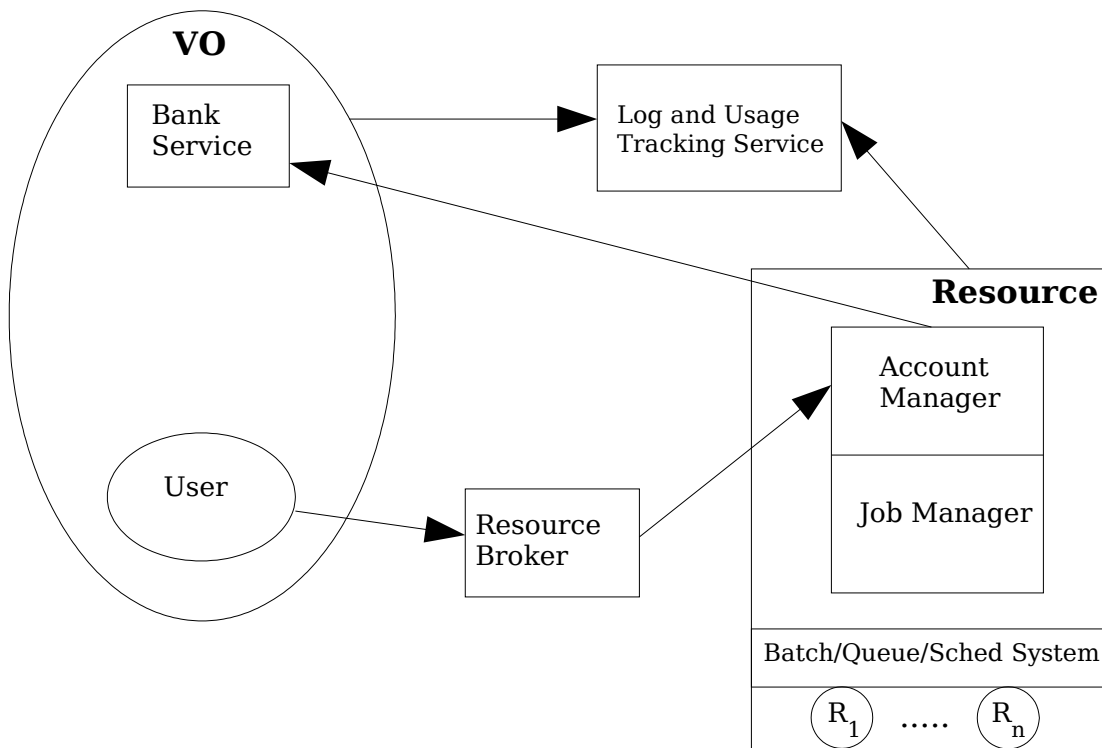 VO
Bank
Service
Log and Usage
Tracking Service
Resource
Account
Manager
User
Resource
Broker
Job Manager
Batch/Queue/Sched System
R1 ..... Rn